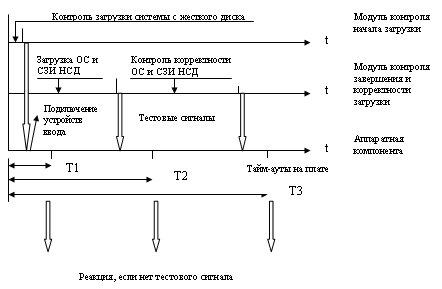 Контроль загрузки системы с жесткого диска
Модуль контроля
начала загрузки
t
Загрузка ОС и
СЗИ НСД
Контроль корректности
ОС и СЗИ НСД
Модуль контроля
завершения и
корректности
загрузки
t
Подключение
устройств
ввода
Тестовые сигналы
Аппаратная
компонента
t
T1
Тайм-ауты на плате
T2
T3
Реакция, если нет тестового сигнала